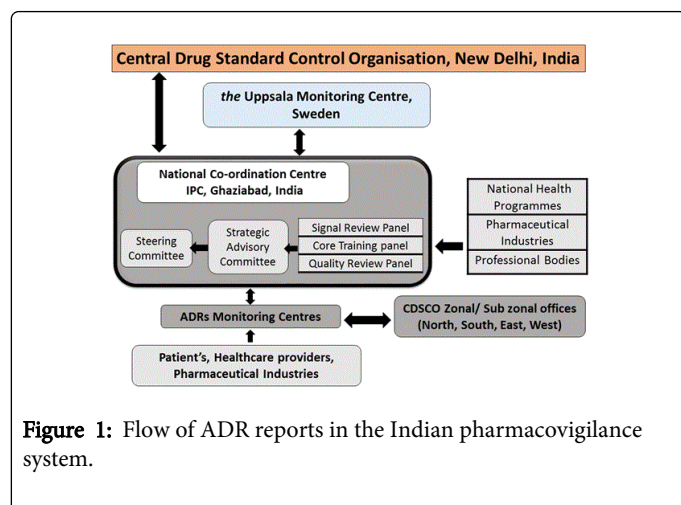 Central Drug Standard Control Organisation, New Delhi, India
the Uppsala Monitoring Centre,
Sweden
National Co-ordination Centre
IPC, Ghaziabad, India
Steering
Committee
Strategic
Advisory
Committee
Signal Review Panel
Core Training panel
Quality Review Panel
National Health
Programmes
Pharmaceutical
Industries
Professional Bodies
ADRs Monitoring Centres
CDSCO Zonal/ Sub zonal offices
(North, South, East, West)
Patient's, Healthcare providers,
Pharmaceutical Industries
Figure 1: Flow of ADR reports in the Indian pharmacovigilance
system.